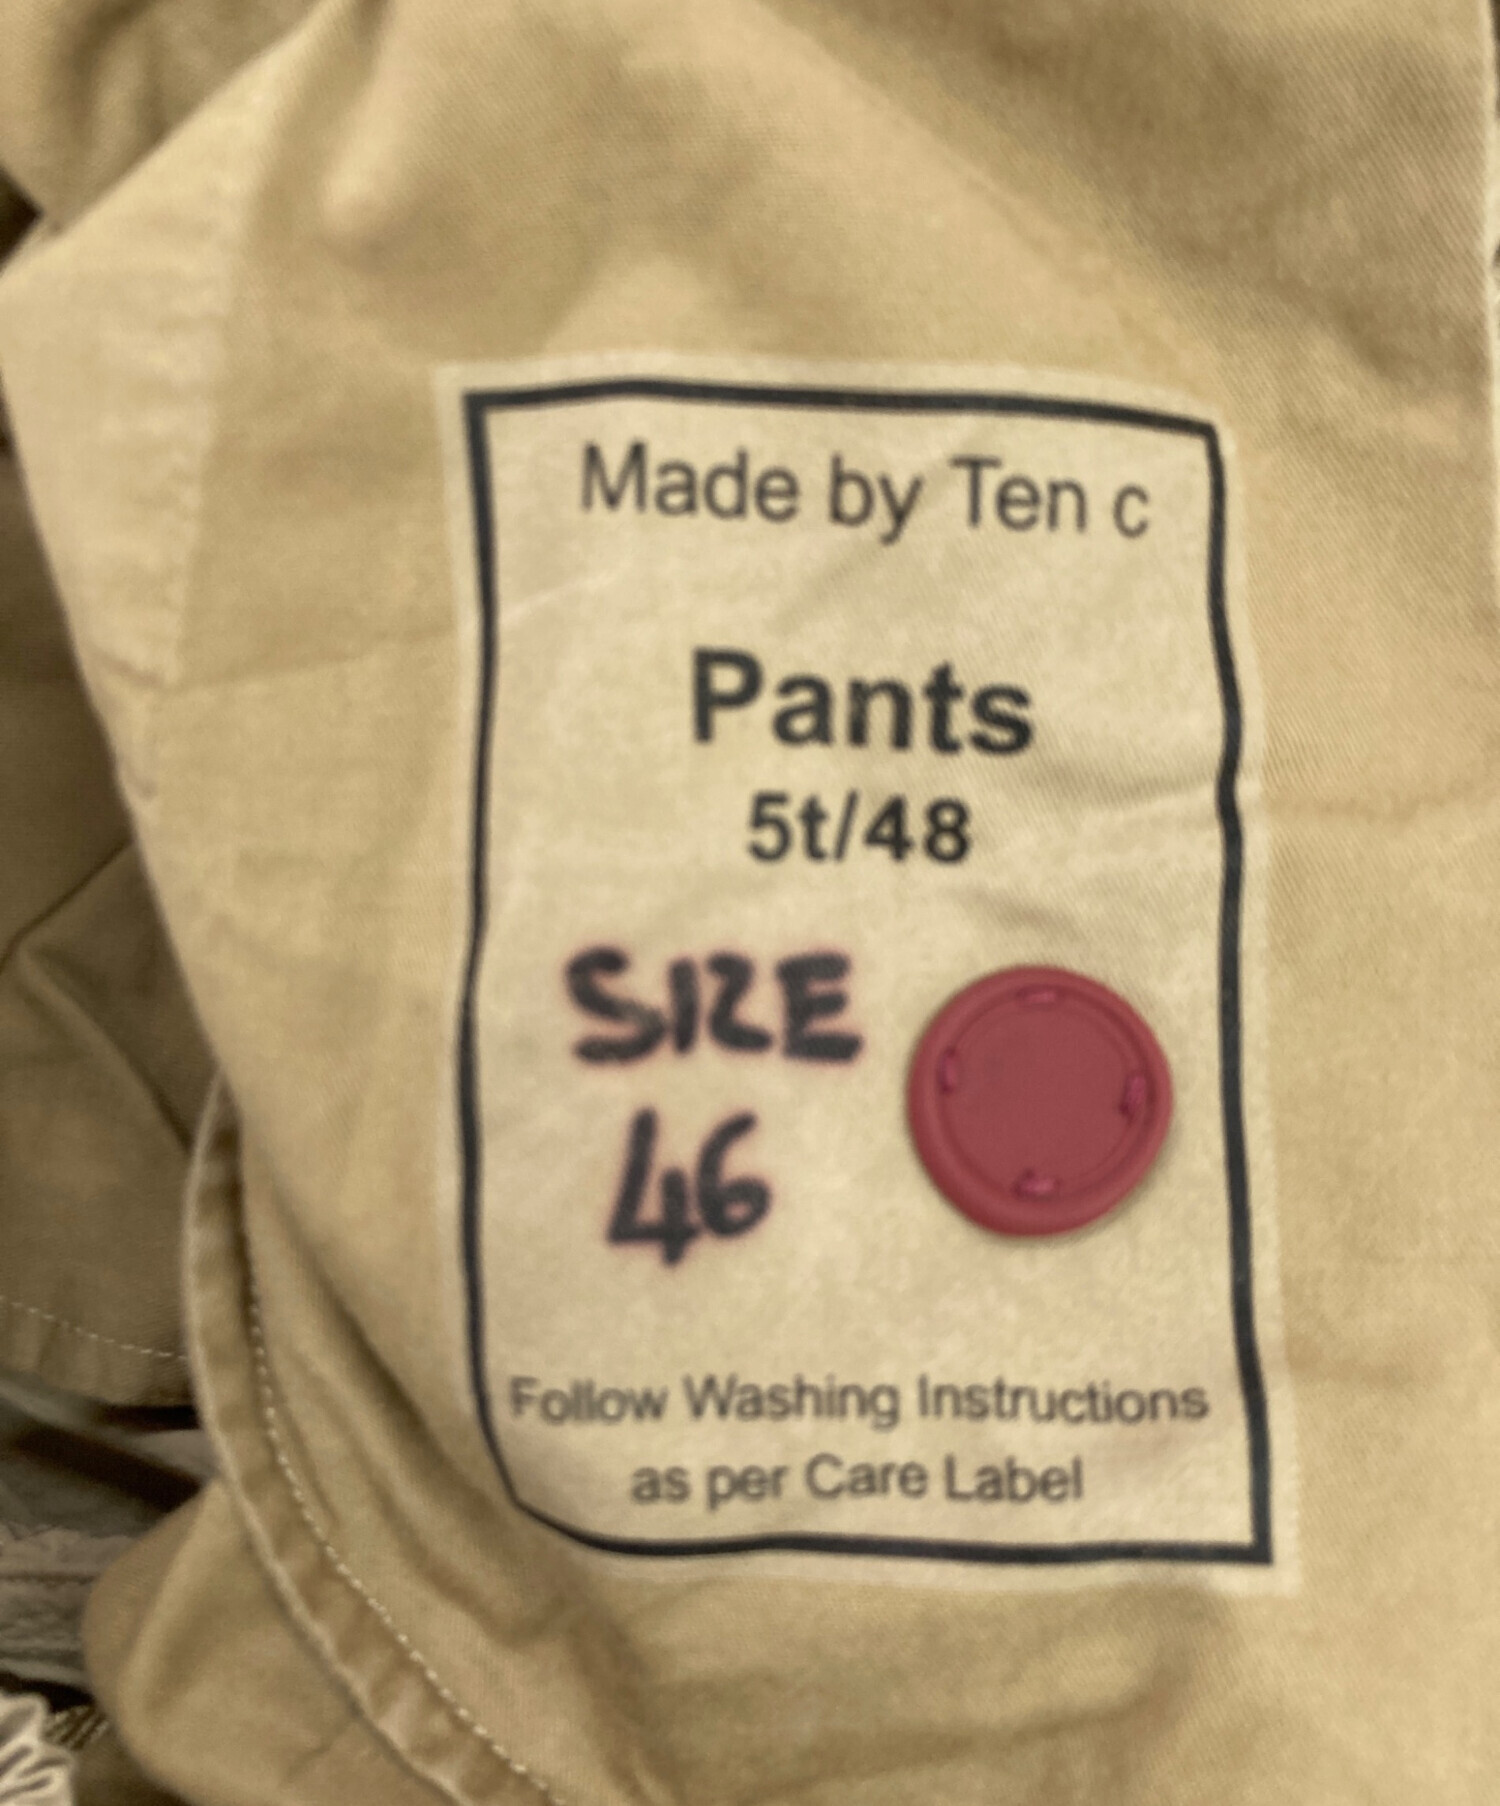 Made by Ten c
Pants
5t/48
SIZE
46
Follow Washing Instructions
as per Care Label